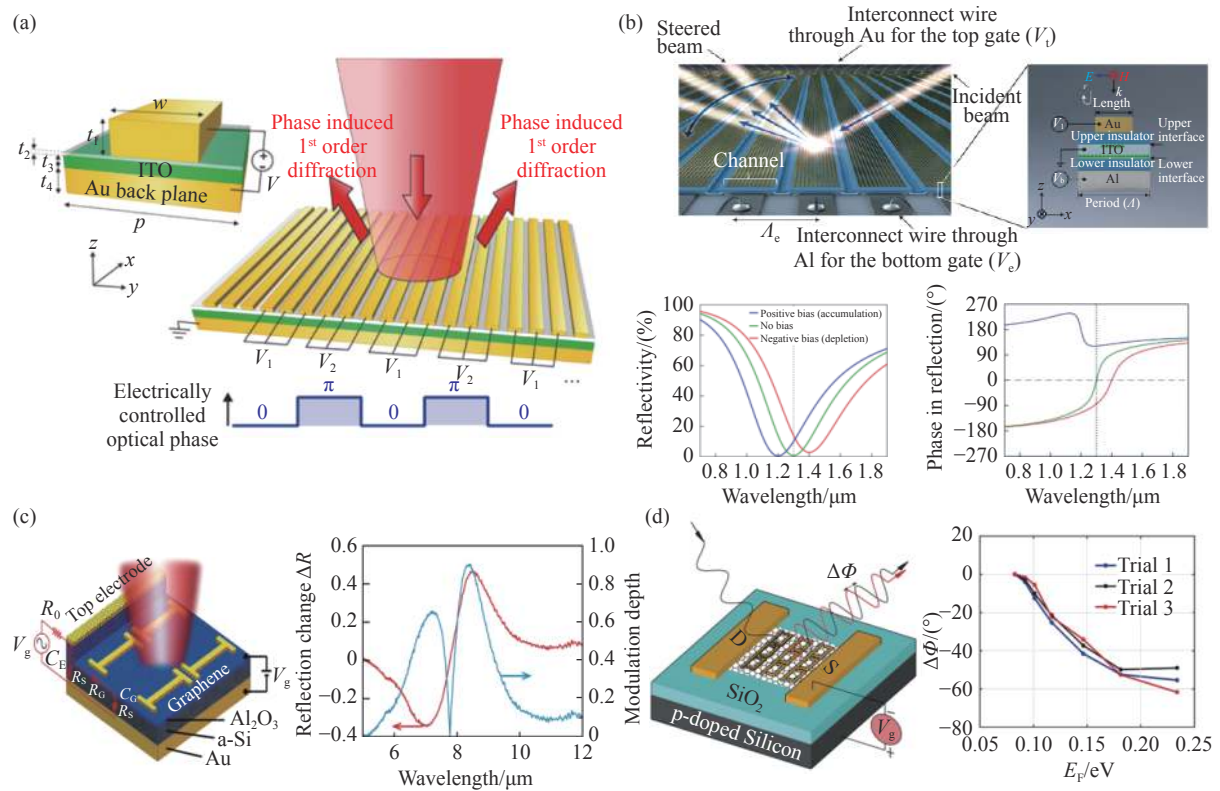 (a)
w
t₁
t₂
t₃
t₄
ITO
Au back plane
V
p
Phase induced
1st order
diffraction
Phase induced
1st order
diffraction
z
x
y
V₁
V₂
V₁
V₂
V₁
...
Electrically
controlled
optical phase
0
π
0
π
0
(b)
Steered
beam
Interconnect wire
through Au for the top gate (Vt)
Incident
beam
Channel
Λe
Interconnect wire through
Al for the bottom gate (Ve)
E
H
k
Length
Au
Upper insulator
ITO
Lower insulator
Al
Upper
interface
Lower
interface
Vb
Period (Λ)
z
y
x
Reflectivity/(%)
100
80
60
40
20
0
Positive bias (accumulation)
No bias
Negative bias (depletion)
1.0 1.2 1.4 1.6 1.8
Wavelength/μm
Phase in reflection/(°)
270
180
90
0
−90
−180
−270
0.8 1.0 1.2 1.4 1.6 1.8
Wavelength/μm
(c)
Top electrode
R₀
Vg
CE
RS
RG
CG
RS
Graphene
Vg
Al₂O₃
a-Si
Au
Reflection change ΔR
0.6
0.4
0.2
0
−0.2
−0.4
1.0
0.8
0.6
0.4
0.2
0
Modulation depth
6 8 10 12
Wavelength/μm
(d)
ΔΦ
D
S
SiO₂
p-doped Silicon
Vg
ΔΦ/(°)
20
0
−20
−40
−60
−80
Trial 1
Trial 2
Trial 3
0.05 0.10 0.15 0.20 0.25
EF/eV